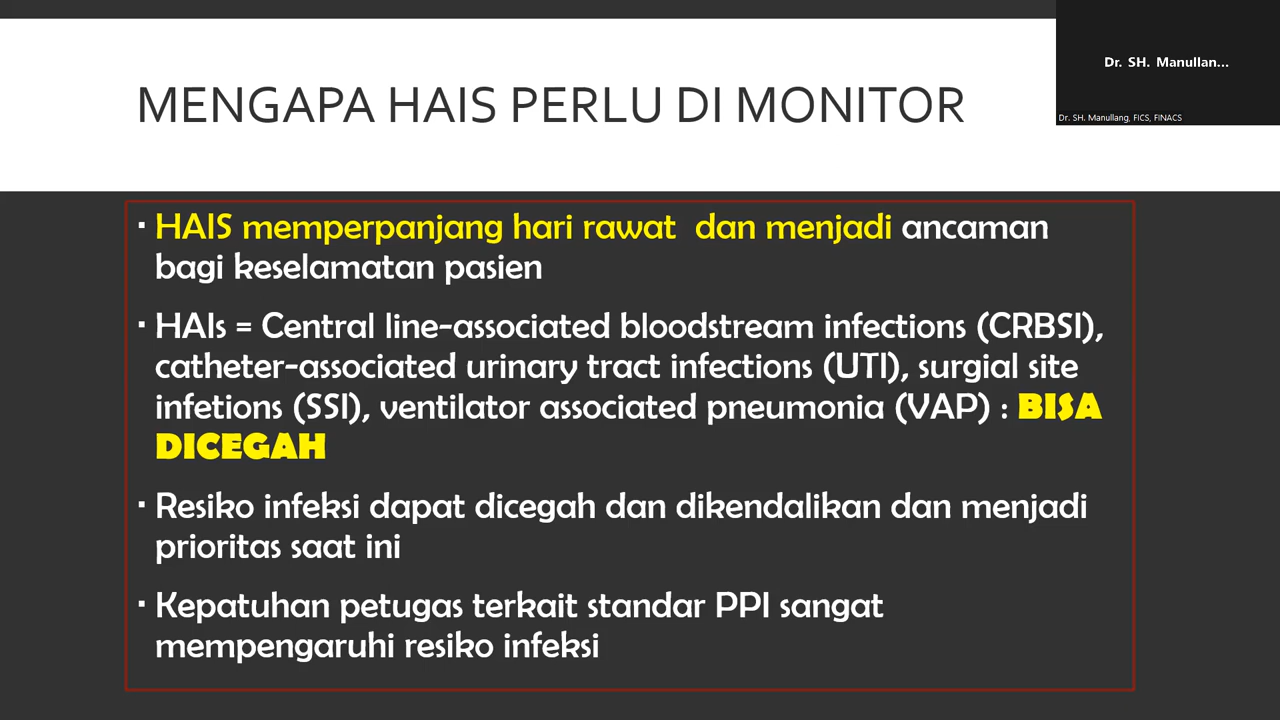 MENGAPA HAIS PERLU DI MONITOR
Dr. SH. Manullan...
Dr. SH. Manullang, FICS, FINACS
· HAIS memperpanjang hari rawat dan menjadi ancaman
bagi keselamatan pasien
· HAIs = Central line-associated bloodstream infections (CRBSI),
catheter-associated urinary tract infections (UTI), surgial site
infetions (SSI), ventilator associated pneumonia (VAP) : BISA
DICEGAH
· Resiko infeksi dapat dicegah dan dikendalikan dan menjadi
prioritas saat ini
· Kepatuhan petugas terkait standar PPI sangat
mempengaruhi resiko infeksi